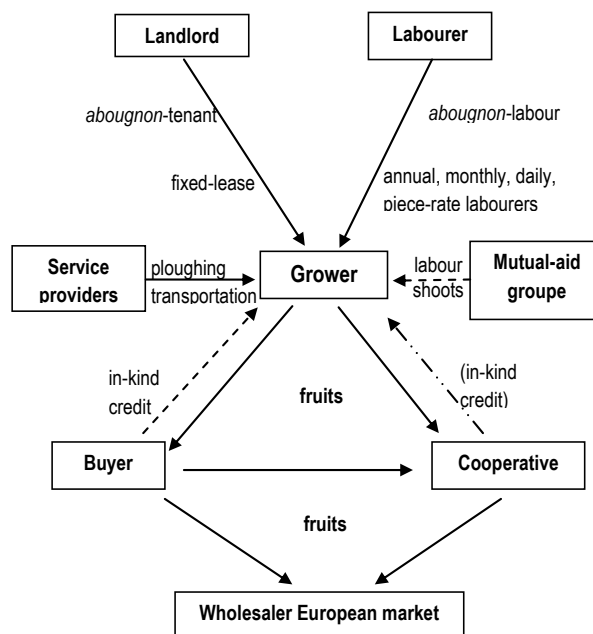 Landlord
Labourer
abougnon-tenant
abougnon-labour
fixed-lease
annual, monthly, daily,
piece-rate labourers
Service
providers
ploughing
transportation
Grower
labour
shoots
Mutual-aid
groupe
in-kind
credit
fruits
(in-kind
credit)
Buyer
Cooperative
fruits
Wholesaler European market